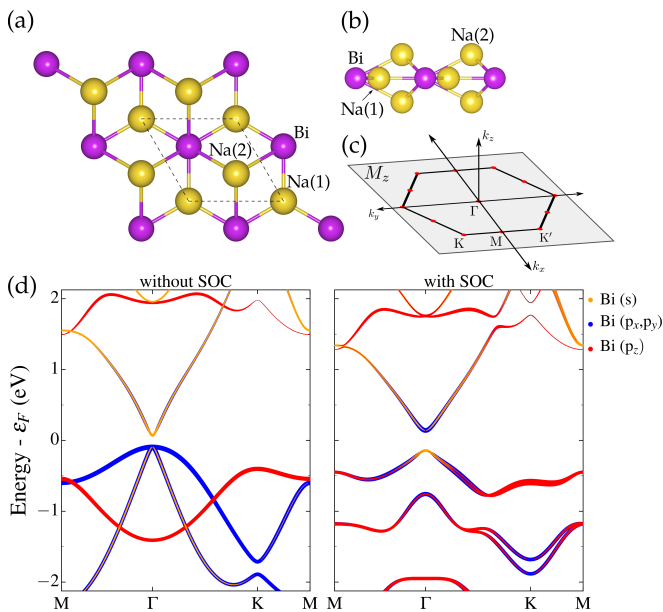 (a)
Bi
Na(2)
Na(1)
(b)
Na(2)
Bi
Na(1)
(c)
k_z
M_z
k_y
Γ
K
M
K′
k_x
(d)
without SOC
with SOC
Energy - ε_F (eV)
2
1
0
−1
−2
M
Γ
K
M
M
Γ
K
M
Bi (s)
Bi (p_x,p_y)
Bi (p_z)